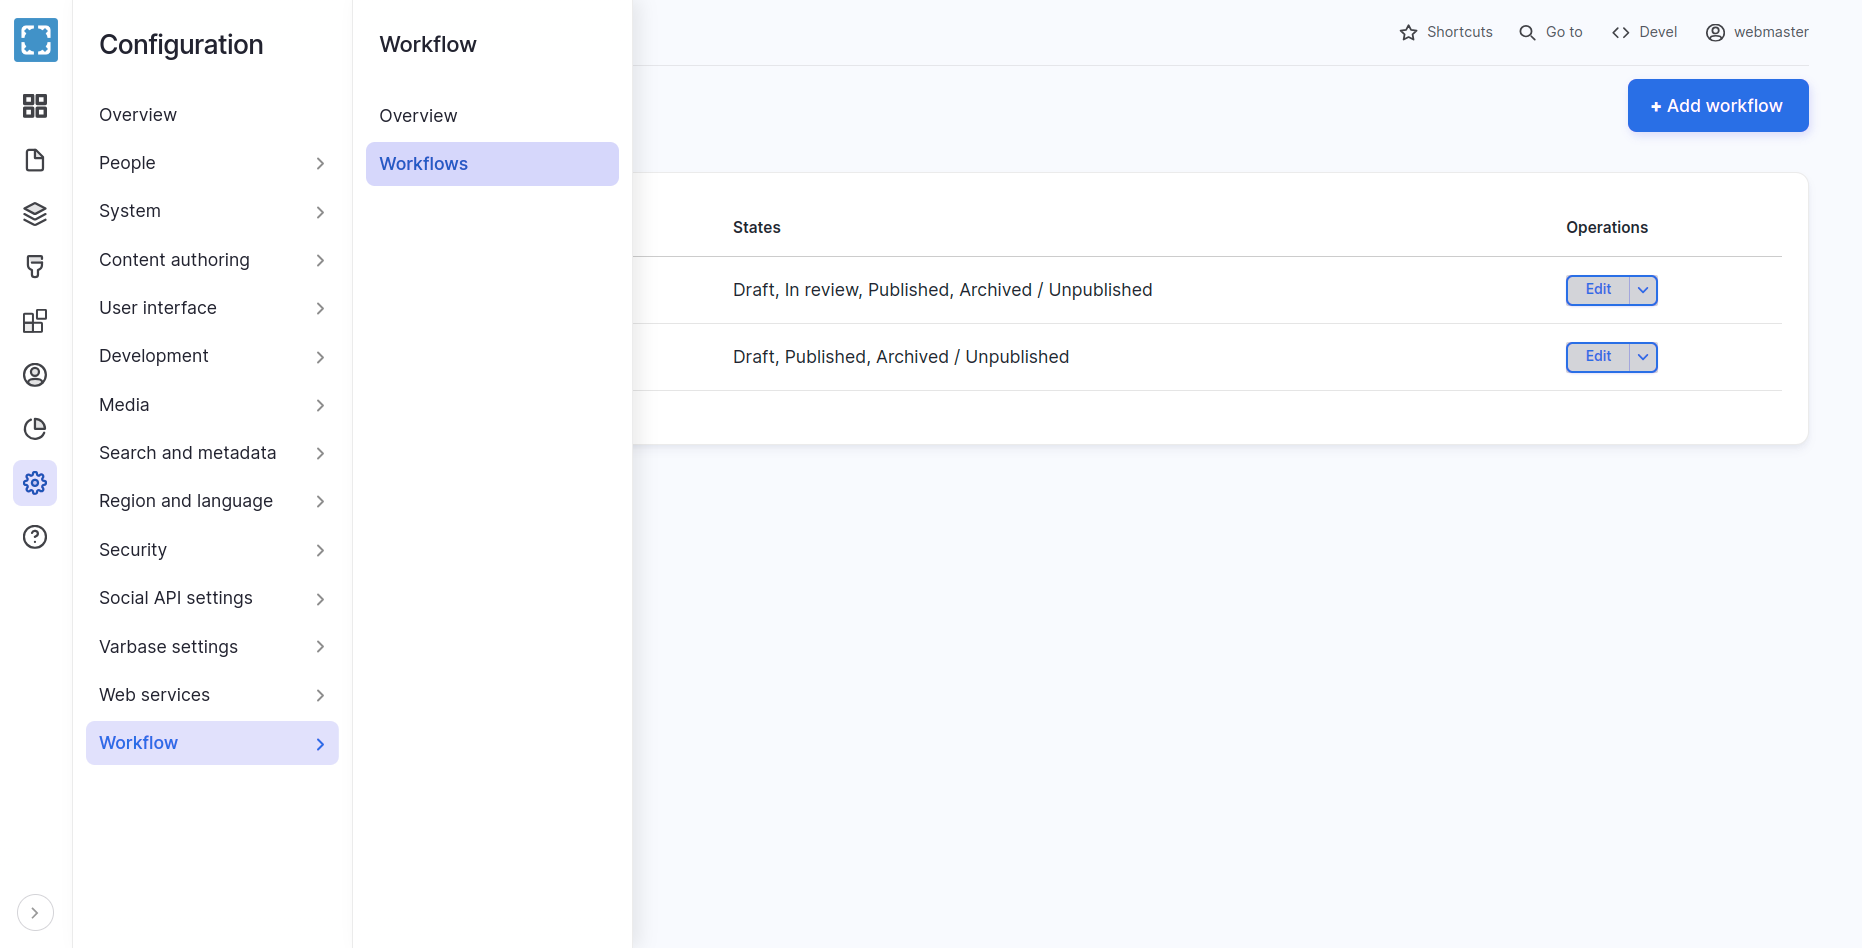 Configuration
Overview
People
System
Content authoring
User interface
Development
Media
Search and metadata
Region and language
Security
Social API settings
Varbase settings
Web services
Workflow
Workflow
Overview
Workflows
Shortcuts Go to Devel webmaster
+ Add workflow
States Operations
Draft, In review, Published, Archived / Unpublished Edit
Draft, Published, Archived / Unpublished Edit